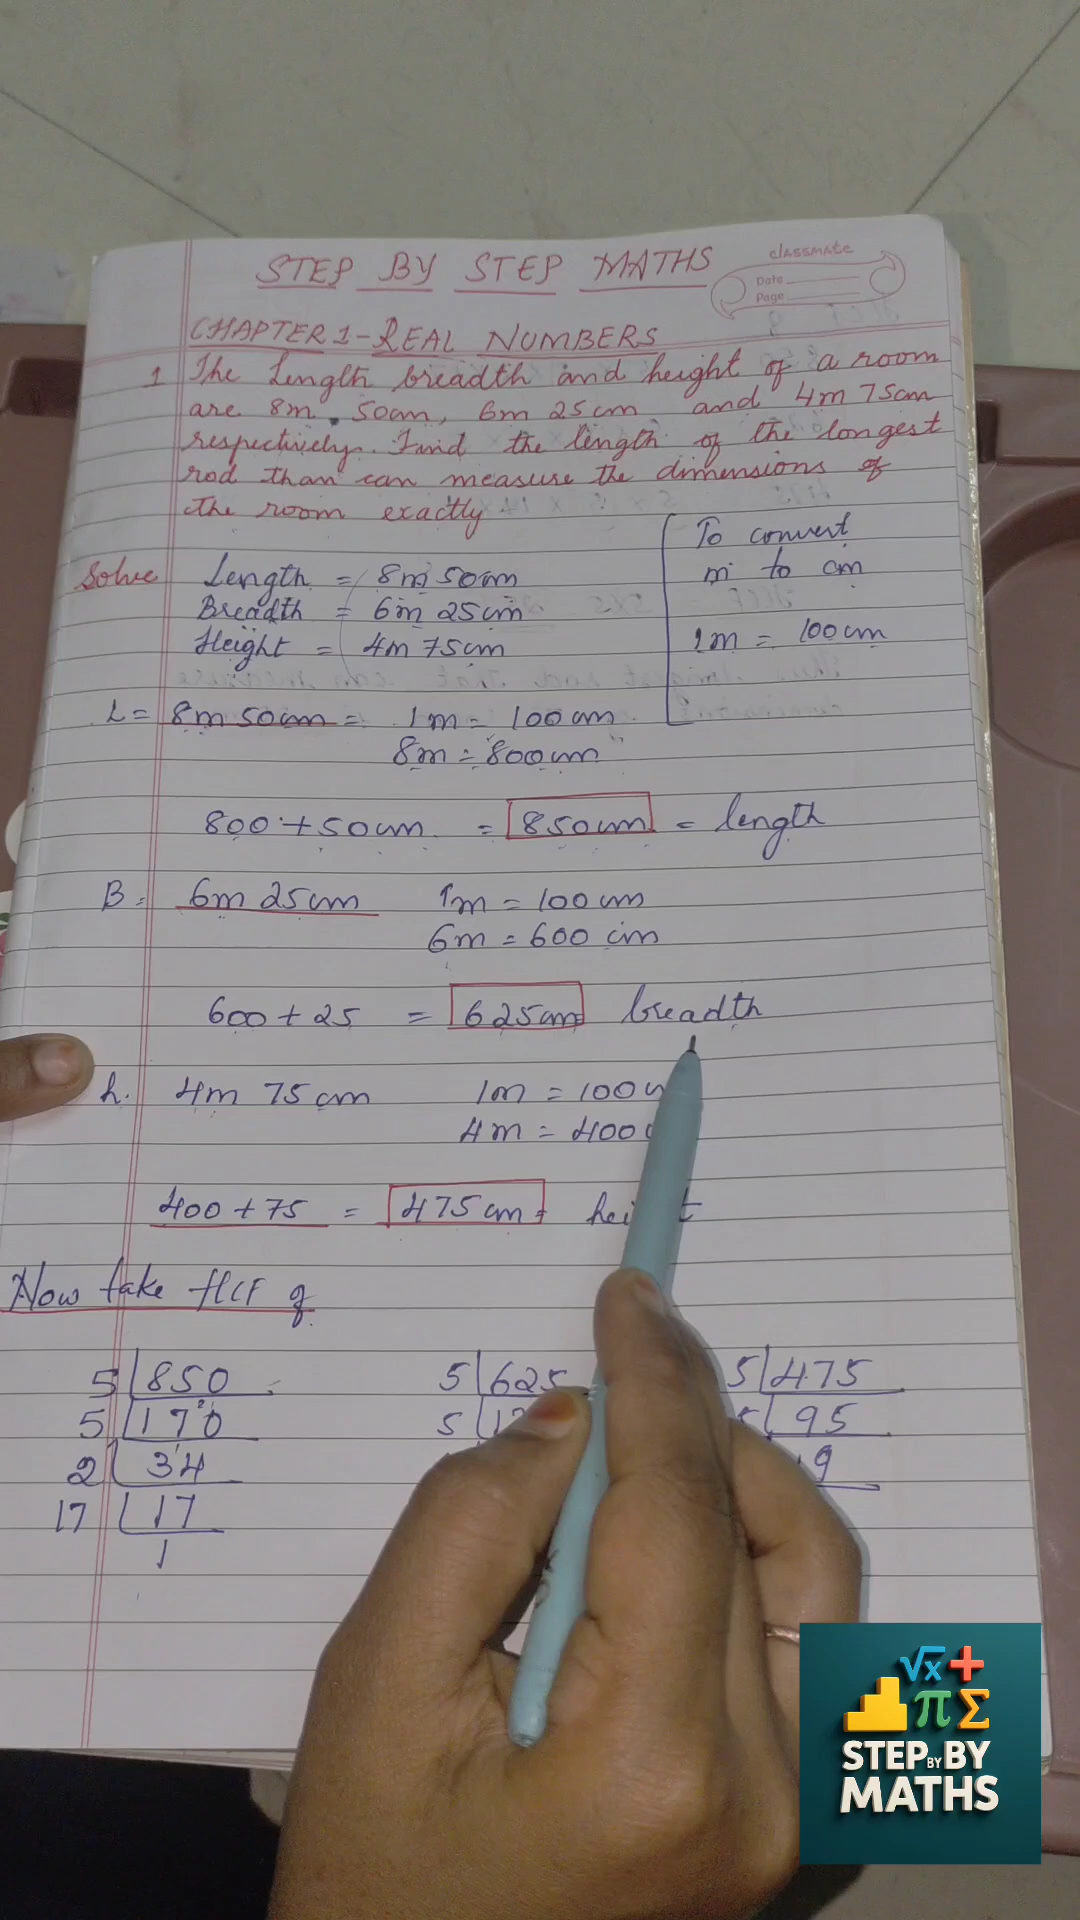 STEP BY STEP MATHS
classmate
Date
Page
CHAPTER 1 - REAL NUMBERS
1 The Length breadth and height of a room
are 8m 50cm, 6m 25cm and 4m 75cm
respectively. Find the length of the longest
rod than can measure the dimensions of
the room exactly
Solve Length = 8m 50cm
Breadth = 6m 25cm
Height = 4m 75cm
To convert
m to cm
1m = 100cm
L = 8m 50cm = 1m = 100cm
8m = 800cm
800 + 50cm = 850cm = length
B = 6m 25cm 1m = 100cm
6m = 600 cm
600 + 25 = 625cm breadth
h. 4m 75cm 1m = 100
4m = 400
400 + 75 = 475cm =
Now take HCF of
5 850 5 625 5 475
5 170 5 95
2 34
17 17
1
√x +
π Σ
STEP BY BY
MATHS